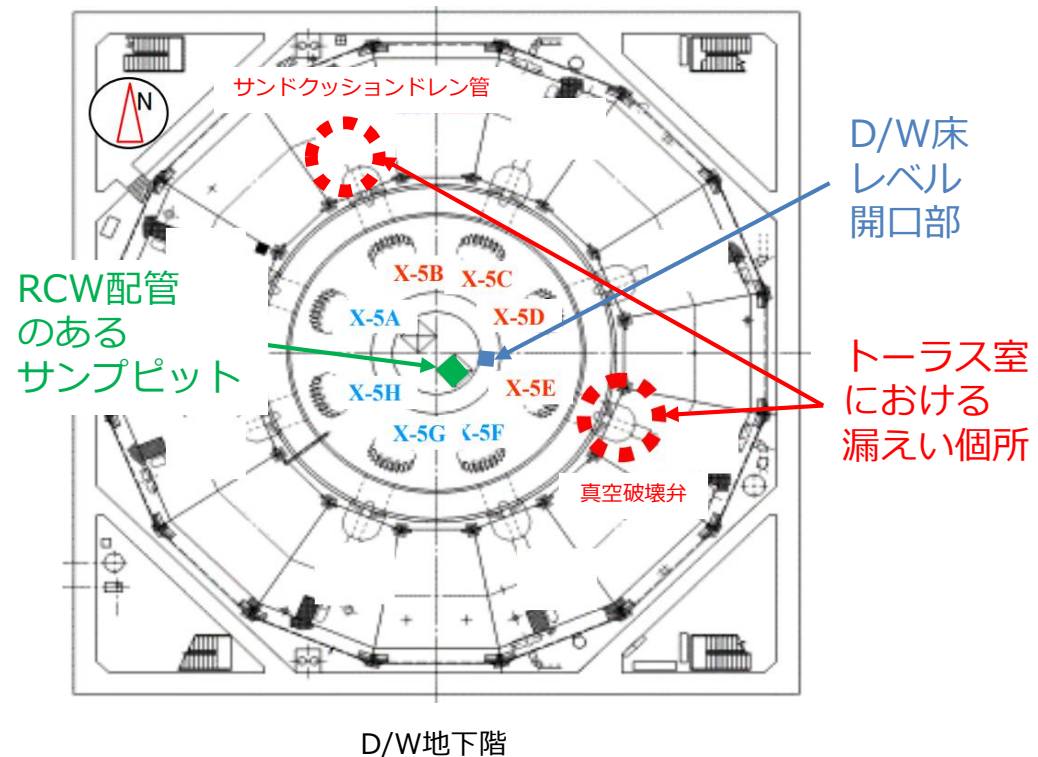 サンドクッションドレン管
N
D/W床
レベル
開口部
X-5B
X-5C
RCW配管
のある
サンプピット
X-5A
X-5D
トーラス室
における
漏えい個所
X-5H
X-5E
X-5G
X-5F
真空破壊弁
D/W地下階